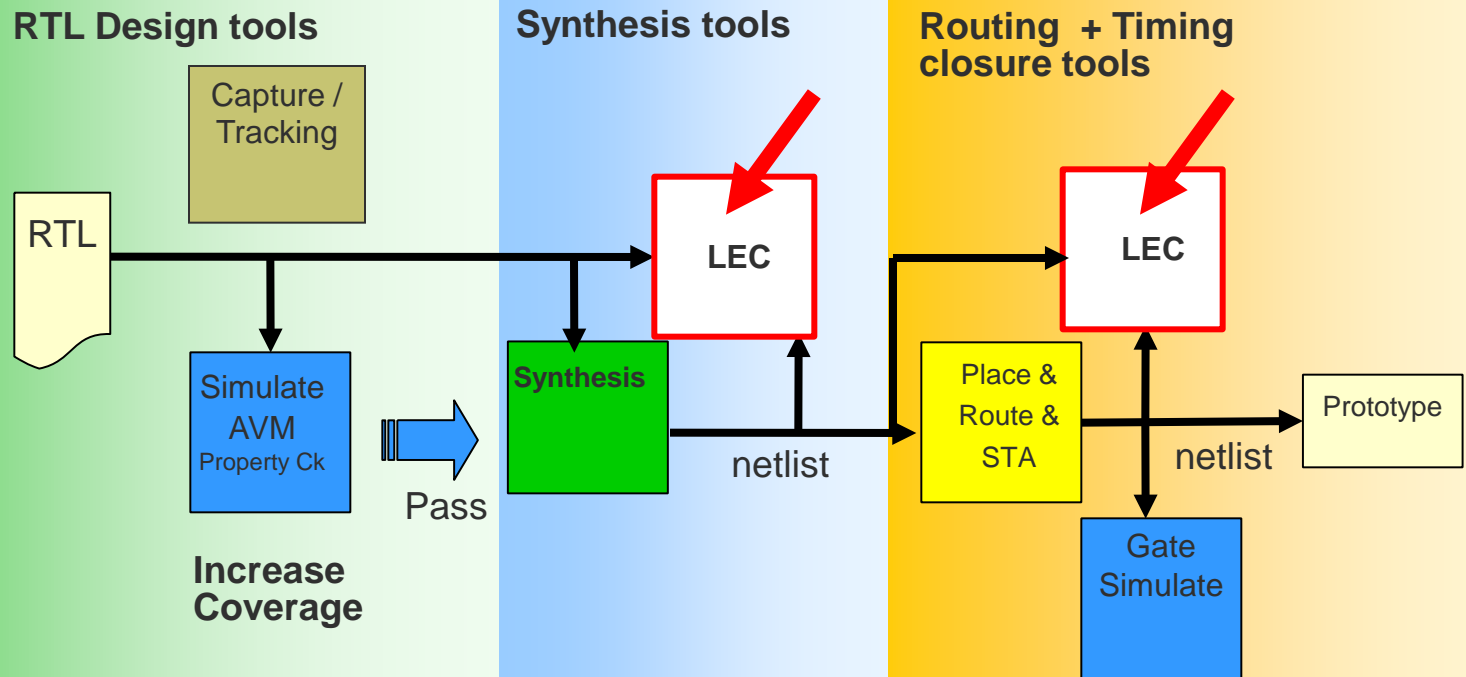 RTL Design tools
Synthesis tools
Routing + Timing
closure tools
Capture /
Tracking
RTL
LEC
LEC
Simulate
AVM
Property Ck
Pass
Synthesis
netlist
Place &
Route &
STA
netlist
Prototype
Gate
Simulate
Increase
Coverage